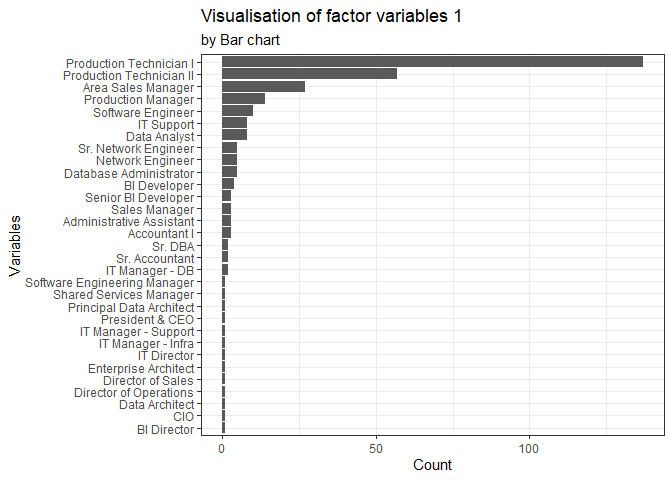 Visualisation of factor variables 1
by Bar chart
Production Technician I
Production Technician II
Area Sales Manager
Production Manager
Software Engineer
IT Support
Data Analyst
Sr. Network Engineer
Network Engineer
Database Administrator
BI Developer
Senior BI Developer
Sales Manager
Administrative Assistant
Accountant I
Sr. DBA
Sr. Accountant
IT Manager - DB
Software Engineering Manager
Shared Services Manager
Principal Data Architect
President & CEO
IT Manager - Support
IT Manager - Infra
IT Director
Enterprise Architect
Director of Sales
Director of Operations
Data Architect
CIO
BI Director
Variables
0 50 100
Count